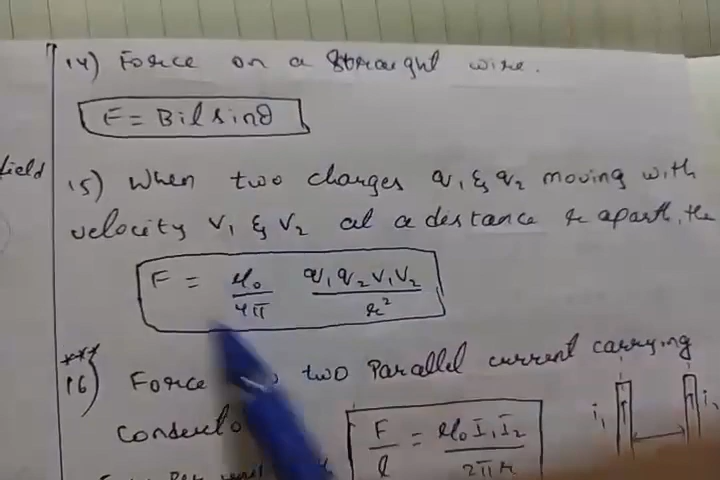 14) Force on a straight wire.
F = Bil sinθ
field
15) When two charges q₁ & q₂ moving with
velocity v₁ & v₂ at a distance r apart, the
F = μ₀/4π q₁q₂v₁v₂/r²
***
16) Force two Parallel current carrying
F/l = μ₀I₁I₂/2πr
i₁ i₂